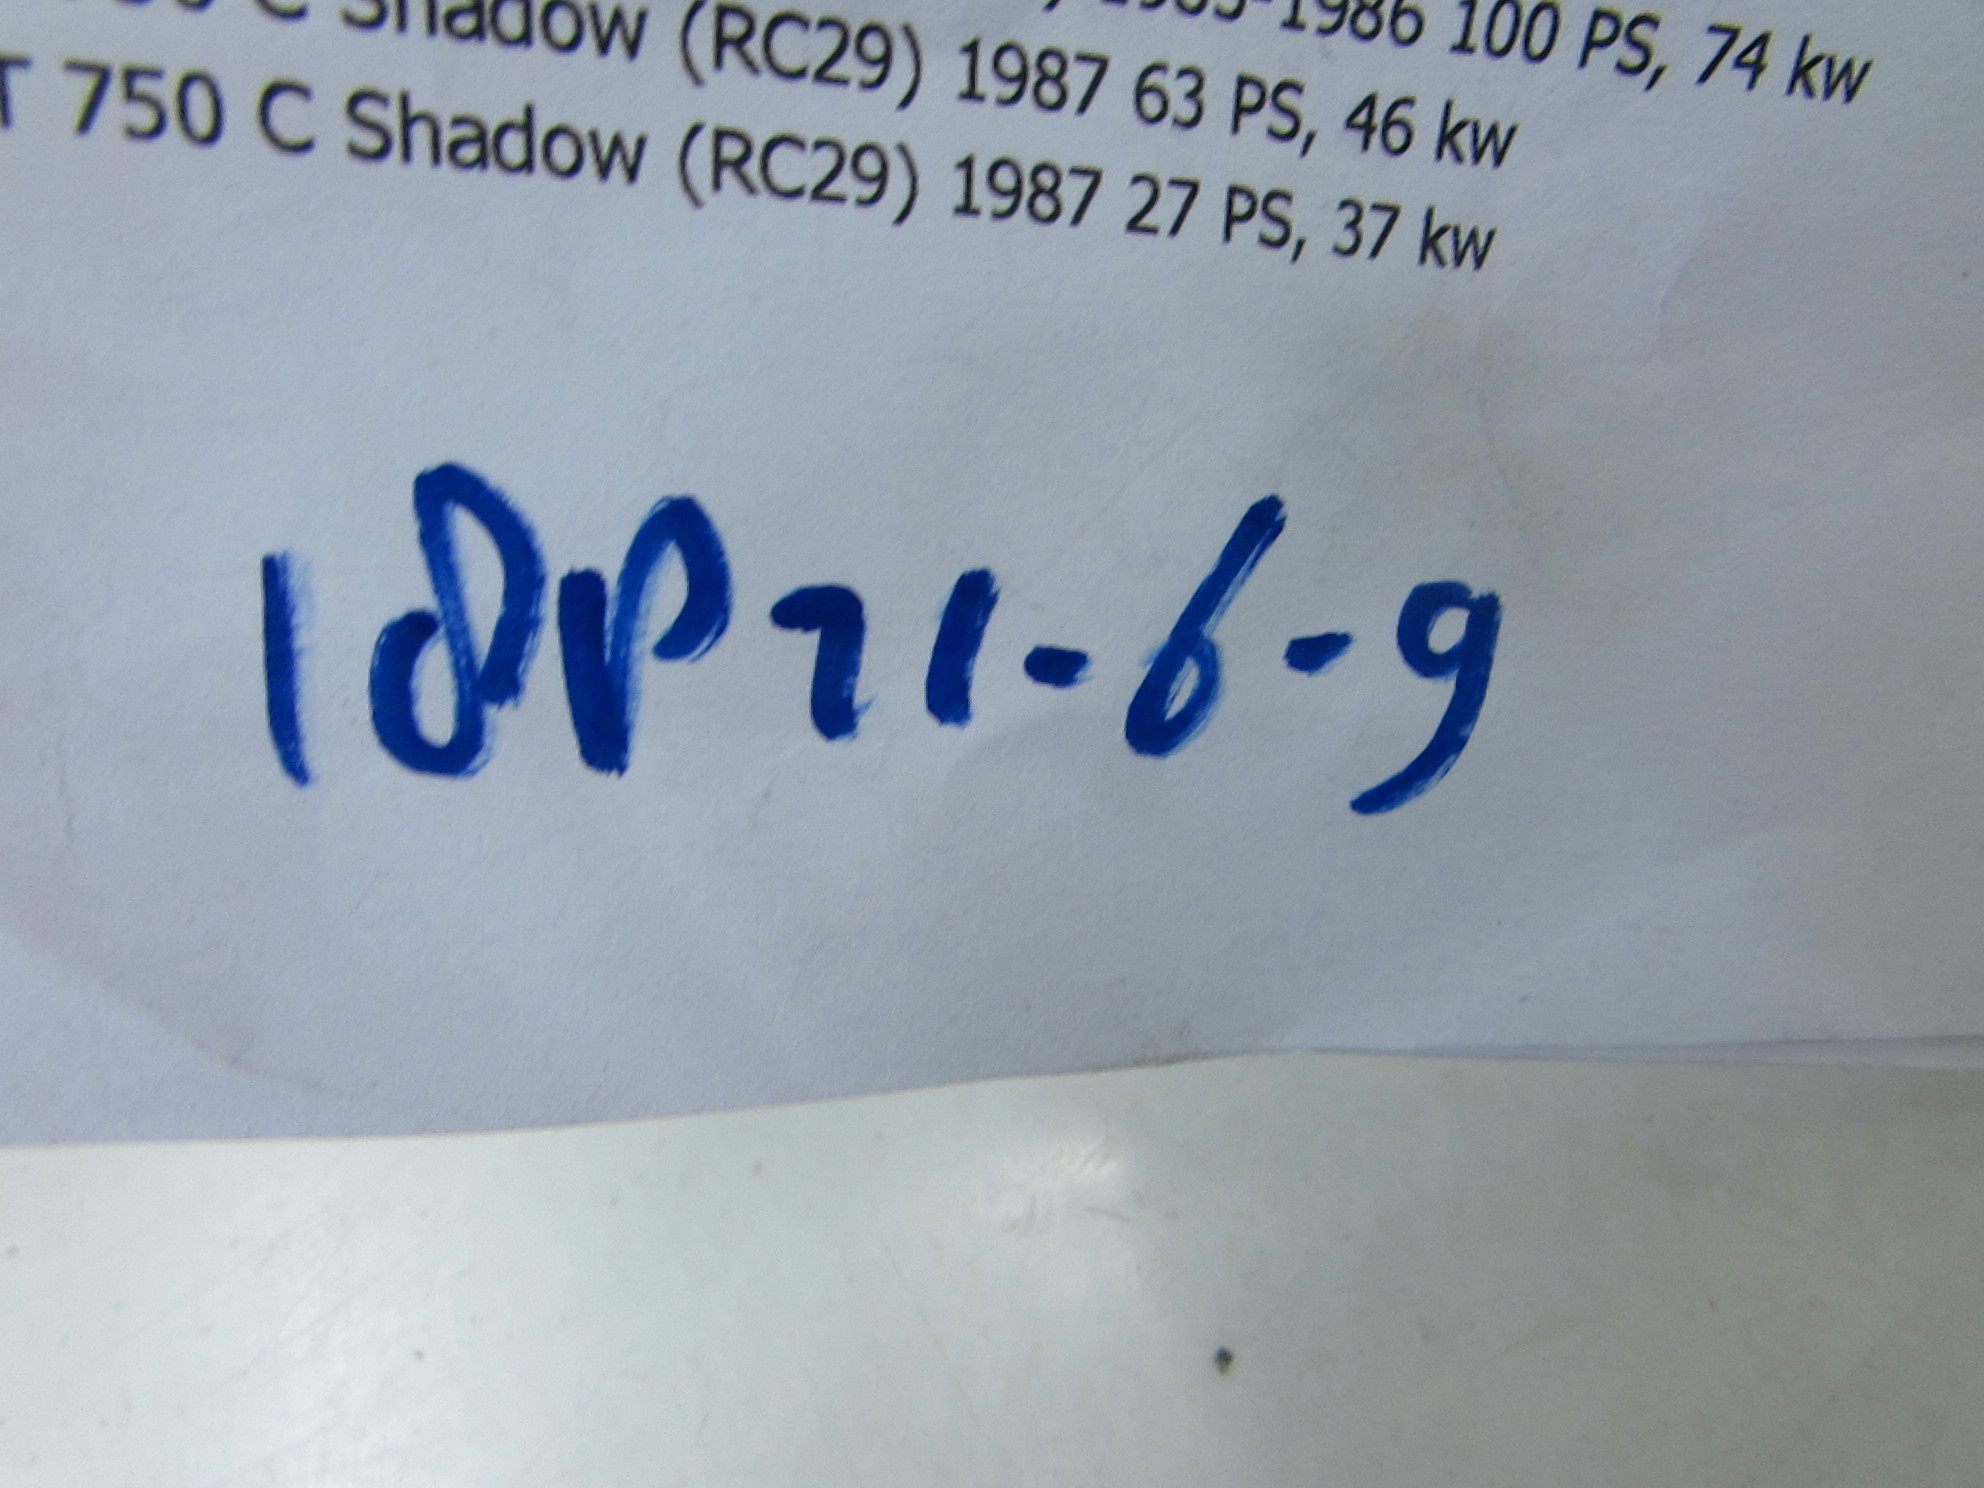 C Shadow (RC29) 1987 63 PS, 46 kw
1986 100 PS, 74 kw
T 750 C Shadow (RC29) 1987 27 PS, 37 kw
18P71-6-9